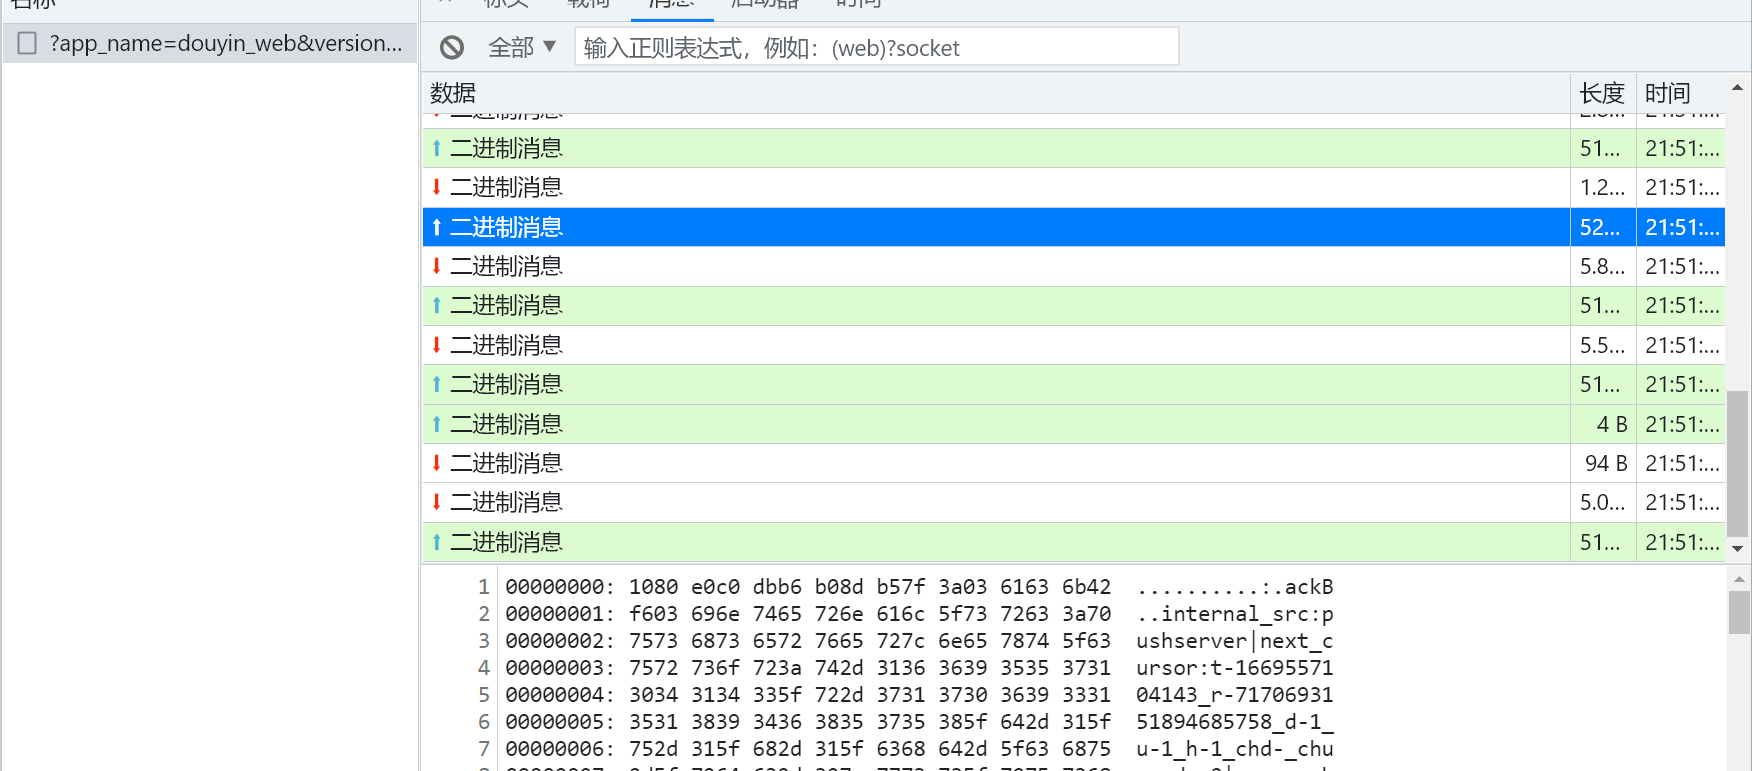 名称
标头 载荷 消息 启动器 时间
?app_name=douyin_web&version...
全部 ▼ 输入正则表达式，例如：(web)?socket
数据 长度 时间
二进制消息 2.8... 21:51:...
二进制消息 51... 21:51:...
二进制消息 1.2... 21:51:...
二进制消息 52... 21:51:...
二进制消息 5.8... 21:51:...
二进制消息 51... 21:51:...
二进制消息 5.5... 21:51:...
二进制消息 51... 21:51:...
二进制消息 4 B 21:51:...
二进制消息 94 B 21:51:...
二进制消息 5.0... 21:51:...
二进制消息 51... 21:51:...
1 00000000: 1080 e0c0 dbb6 b08d b57f 3a03 6163 6b42 ..........:.ackB
2 00000001: f603 696e 7465 726e 616c 5f73 7263 3a70 ..internal_src:p
3 00000002: 7573 6873 6572 7665 727c 6e65 7874 5f63 ushserver|next_c
4 00000003: 7572 736f 723a 742d 3136 3639 3535 3731 ursor:t-16695571
5 00000004: 3034 3134 335f 722d 3731 3730 3639 3331 04143_r-71706931
6 00000005: 3531 3839 3436 3835 3735 385f 642d 315f 51894685758_d-1_
7 00000006: 752d 315f 682d 315f 6368 642d 5f63 6875 u-1_h-1_chd-_chu